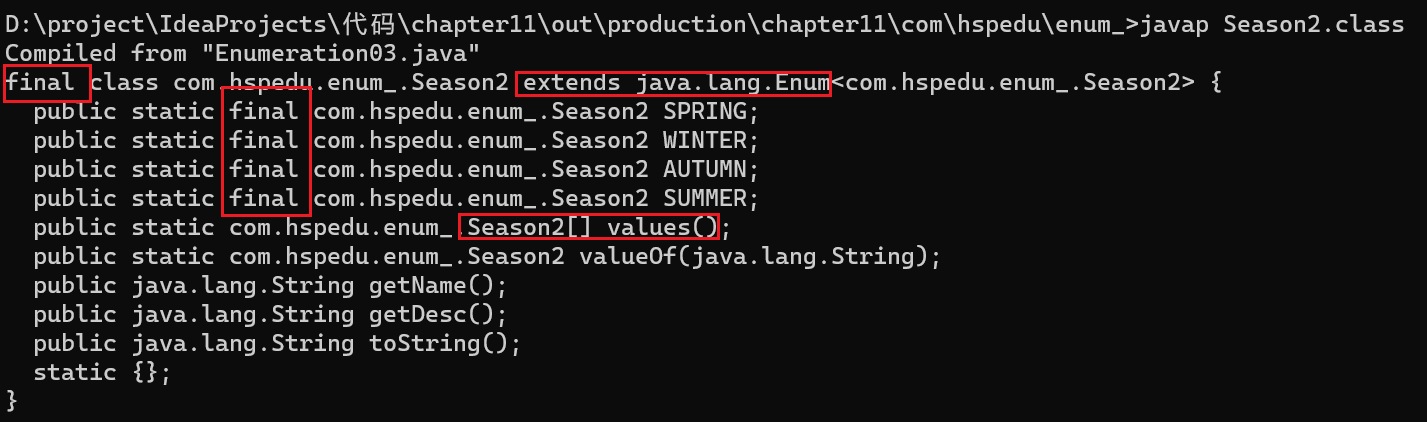 D:\project\IdeaProjects\代码\chapter11\out\production\chapter11\com\hspedu\enum_>javap Season2.class
Compiled from "Enumeration03.java"
final class com.hspedu.enum_.Season2 extends java.lang.Enum<com.hspedu.enum_.Season2> {
  public static final com.hspedu.enum_.Season2 SPRING;
  public static final com.hspedu.enum_.Season2 WINTER;
  public static final com.hspedu.enum_.Season2 AUTUMN;
  public static final com.hspedu.enum_.Season2 SUMMER;
  public static com.hspedu.enum_.Season2[] values();
  public static com.hspedu.enum_.Season2 valueOf(java.lang.String);
  public java.lang.String getName();
  public java.lang.String getDesc();
  public java.lang.String toString();
  static {};
}